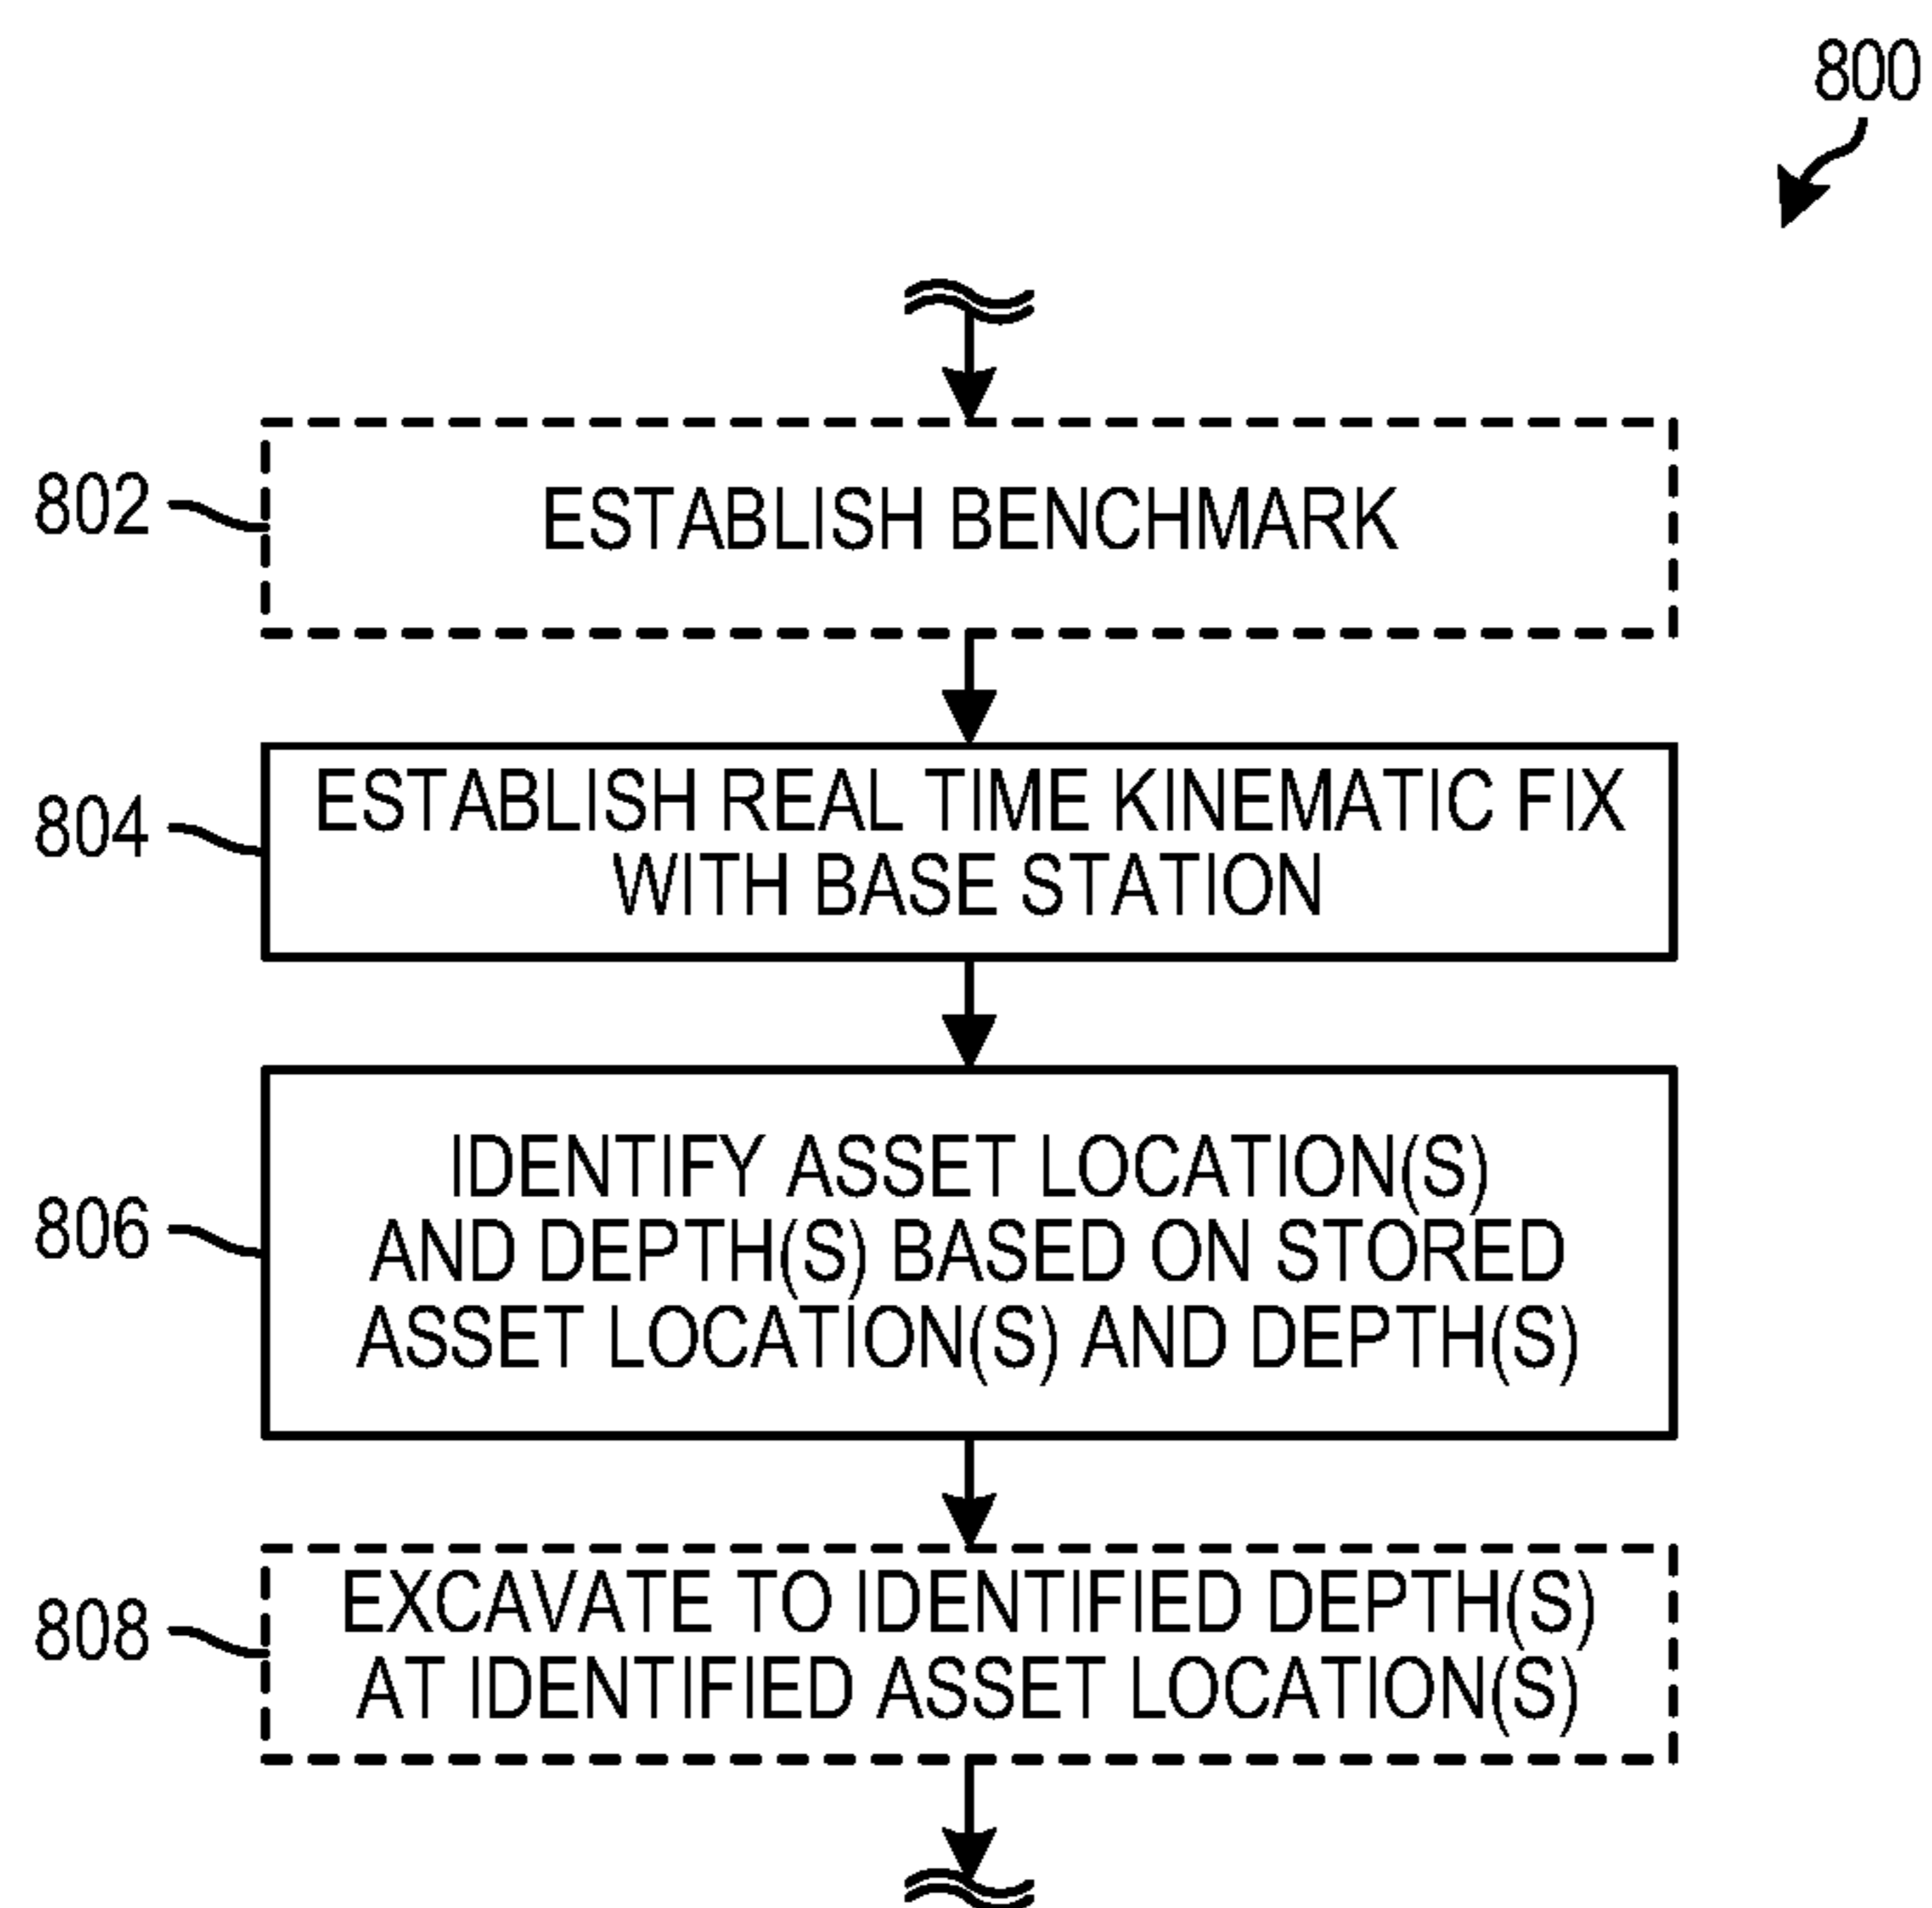 800
802
ESTABLISH BENCHMARK
804
ESTABLISH REAL TIME KINEMATIC FIX
WITH BASE STATION
806
IDENTIFY ASSET LOCATION(S)
AND DEPTH(S) BASED ON STORED
ASSET LOCATION(S) AND DEPTH(S)
808
EXCAVATE TO IDENTIFIED DEPTH(S)
AT IDENTIFIED ASSET LOCATION(S)